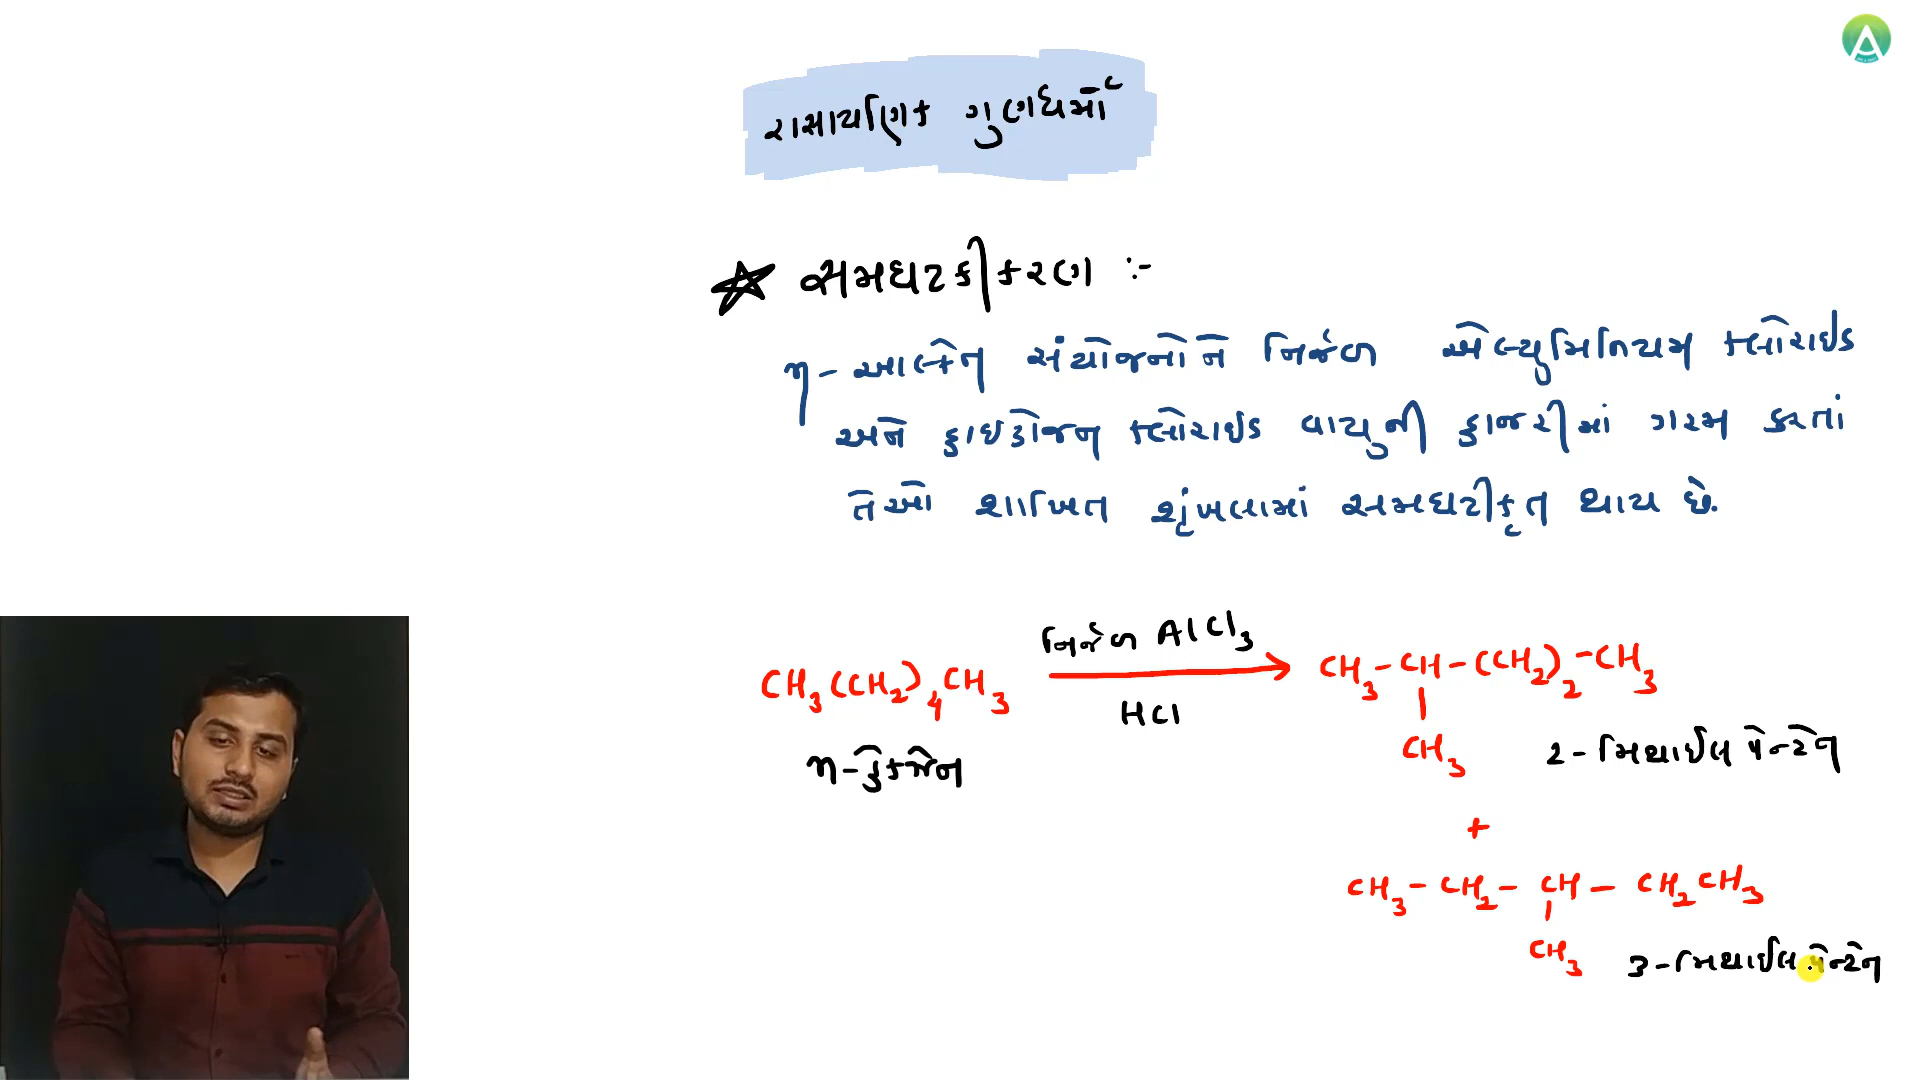 રાસાયણિક ગુણધર્મો
સમઘટકીકરણ :-
n - આલ્કેન સંયોજનોને નિર્જળ એલ્યુમિનિયમ ક્લોરાઇડ
અને હાઇડ્રોજન ક્લોરાઇડ વાયુની હાજરીમાં ગરમ કરતાં
તેઓ શાખિત શૃંખલામાં સમઘટીકૃત થાય છે.
નિર્જળ AlCl3
CH3(CH2)4CH3
HCl
n-હેક્ઝેન
CH3-CH-(CH2)2-CH3
CH3
2-મિથાઈલ પેન્ટેન
+
CH3-CH2-CH-CH2CH3
CH3
3-મિથાઈલ પેન્ટેન